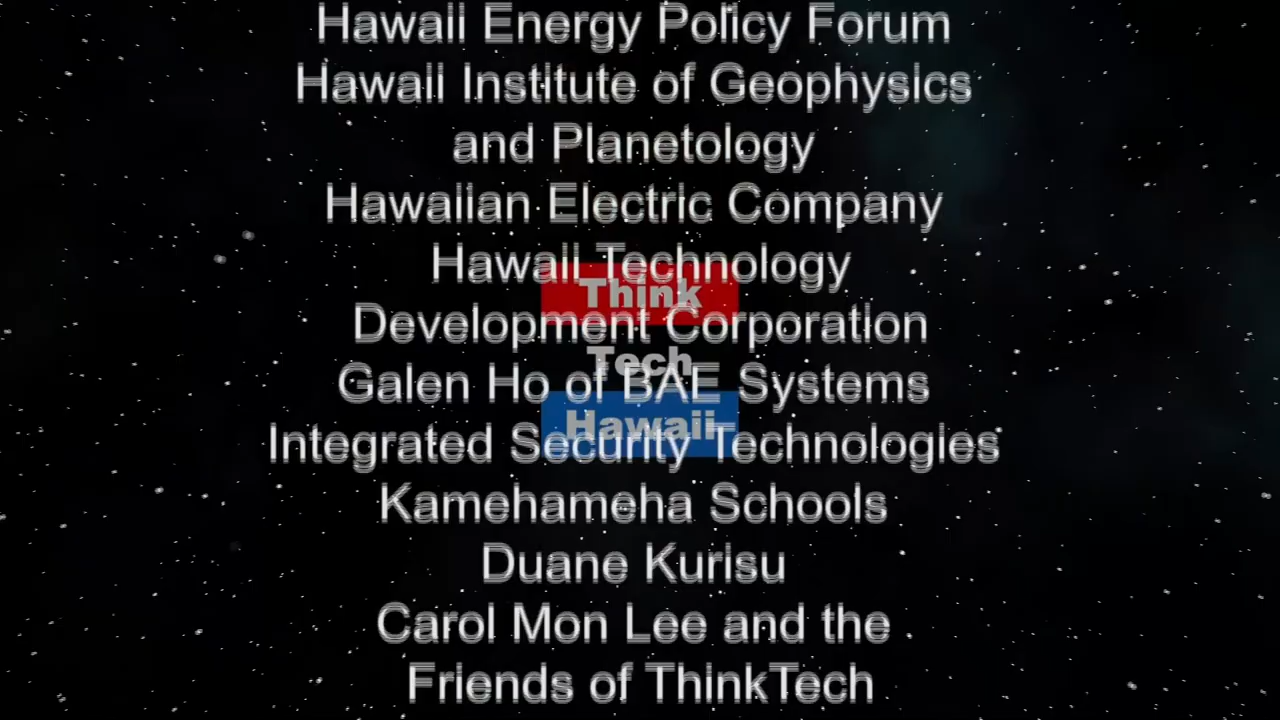 Hawaii Energy Policy Forum
Hawaii Institute of Geophysics
and Planetology
Hawaiian Electric Company
Hawaii Technology
Development Corporation
Galen Ho of BAE Systems
Integrated Security Technologies
Kamehameha Schools
Duane Kurisu
Carol Mon Lee and the
Friends of ThinkTech
Think
Tech
Hawaii